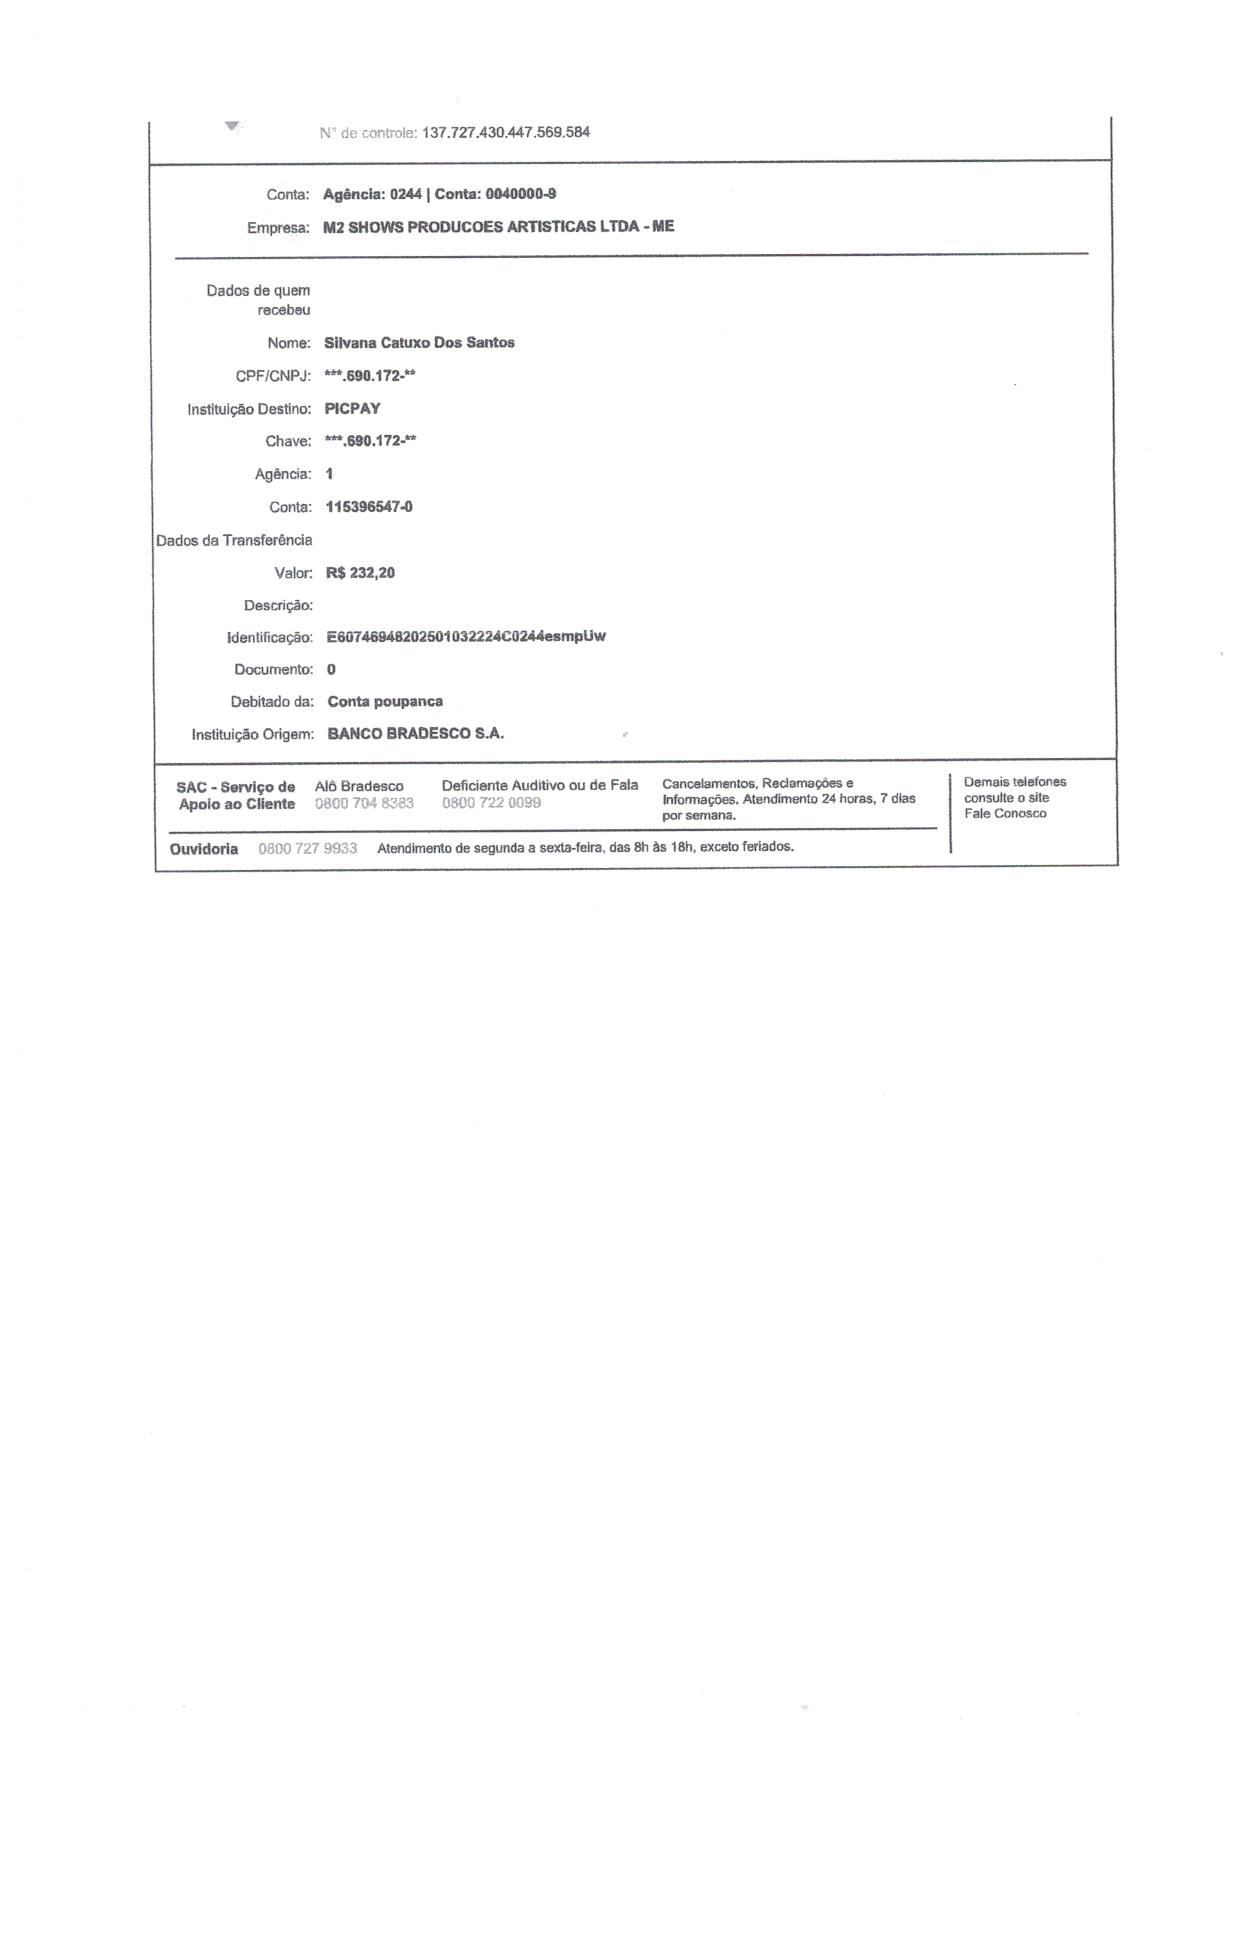 N° de controle: 137.727.430.447.569.584
Conta: Agência: 0244 | Conta: 0040000-9
Empresa: M2 SHOWS PRODUCOES ARTISTICAS LTDA - ME
Dados de quem
recebeu
Nome: Silvana Catuxo Dos Santos
CPF/CNPJ: ***.690.172-**
Instituição Destino: PICPAY
Chave: ***.690.172-**
Agência: 1
Conta: 115396547-0
Dados da Transferência
Valor: R$ 232,20
Descrição:
Identificação: E60746948202501032224C0244esmpUw
Documento: 0
Debitado da: Conta poupanca
Instituição Origem: BANCO BRADESCO S.A.
SAC - Serviço de
Apoio ao Cliente
Alô Bradesco
0800 704 8383
Deficiente Auditivo ou de Fala
0800 722 0099
Cancelamentos, Reclamações e
Informações. Atendimento 24 horas, 7 dias
por semana.
Demais telefones
consulte o site
Fale Conosco
Ouvidoria 0800 727 9933 Atendimento de segunda a sexta-feira, das 8h às 18h, exceto feriados.